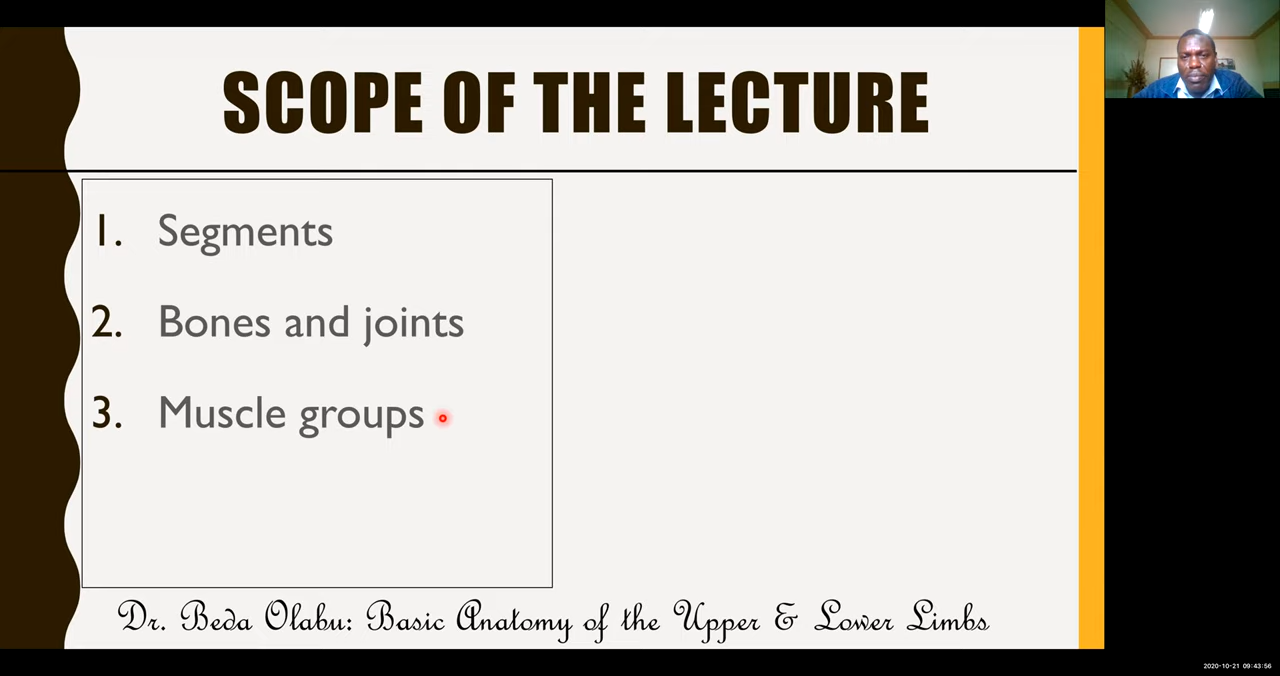 SCOPE OF THE LECTURE
1. Segments
2. Bones and joints
3. Muscle groups
Dr. Beda Olabu: Basic Anatomy of the Upper & Lower Limbs
2020-10-21 09:43:56